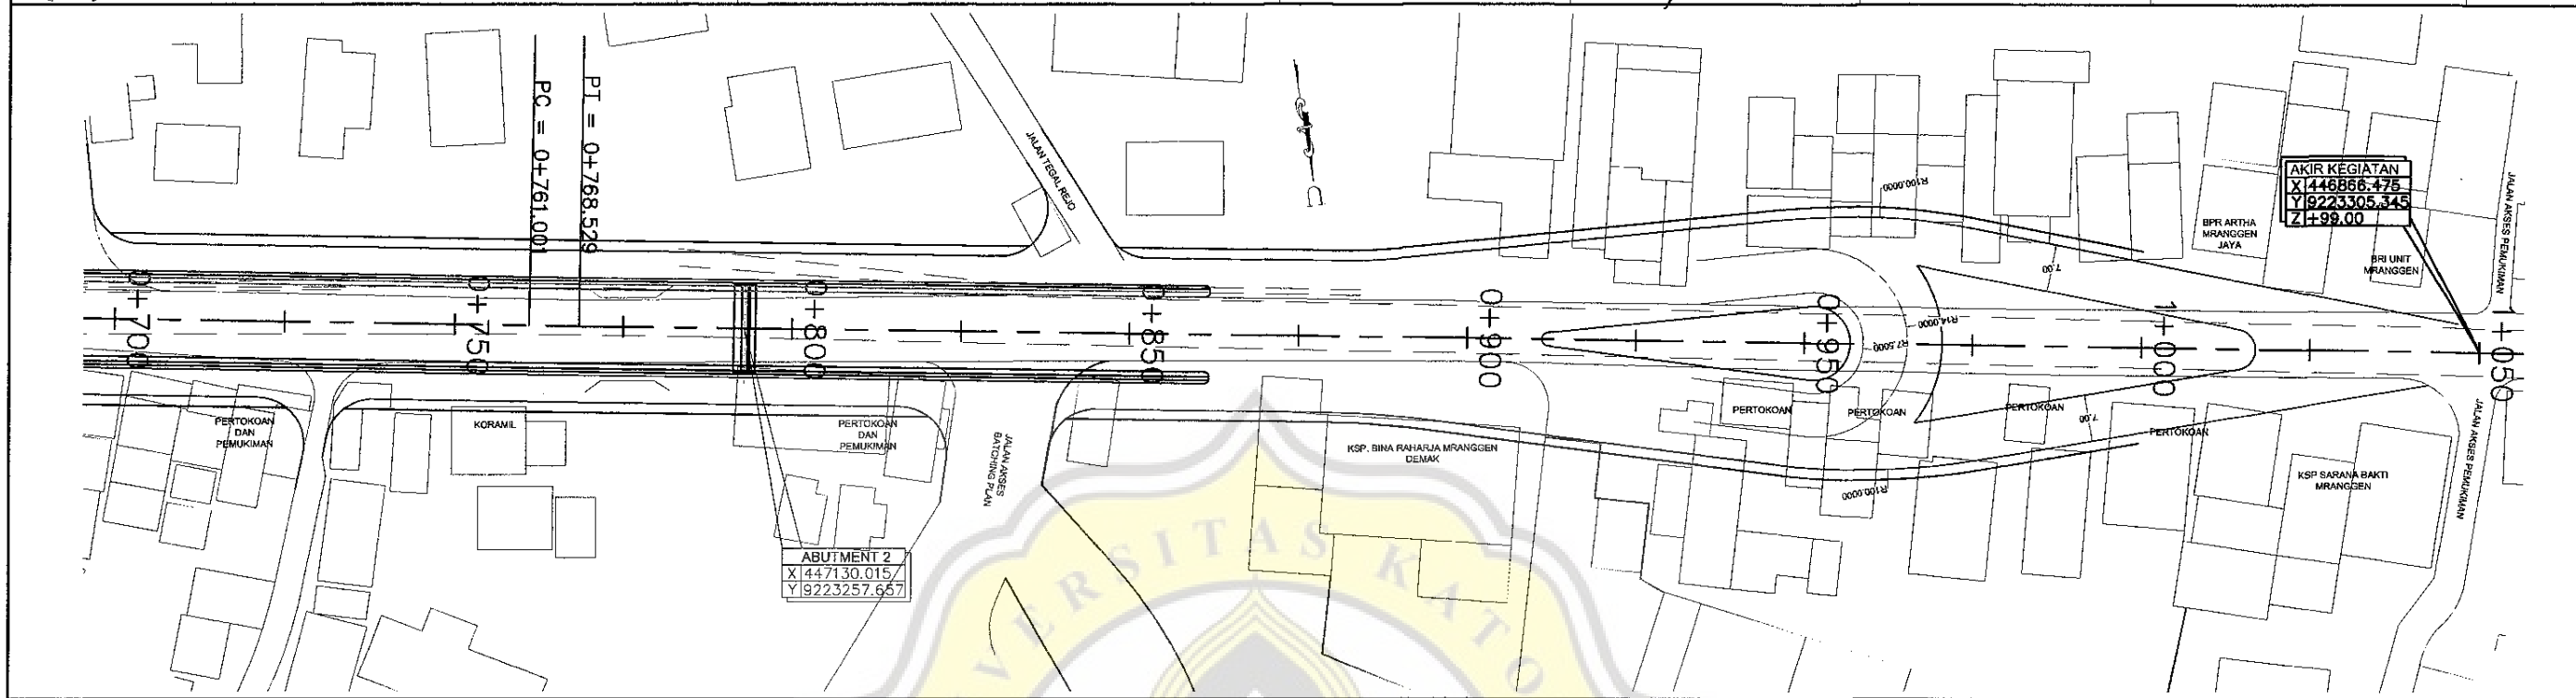 PC = 0+761.001
PT = 0+768.529
JALAN TEGAL REJO
R100.0000
BPR ARTHA
MRANGGEN
JAYA
AKIR KEGIATAN
X 446866.475
Y 9223305.345
Z +99.00
BRI UNIT
MRANGGEN
JALAN AKSES PEMUKIMAN
7.00
0+700
0+750
0+800
0+850
0+900
0+950
1+000
1+050
R14.0000
R7.5000
PERTOKOAN
DAN
PEMUKIMAN
KORAMIL
PERTOKOAN
DAN
PEMUKIMAN
JALAN AKSES
BATCHING PLAN
KSP. BINA RAHARJA MRANGGEN
DEMAK
PERTOKOAN
PERTOKOAN
PERTOKOAN
7.00
PERTOKOAN
R100.0000
KSP SARANA BAKTI
MRANGGEN
JALAN AKSES PEMUKIMAN
ABUTMENT 2
X 447130.015
Y 9223257.657
VERSITAS KATO